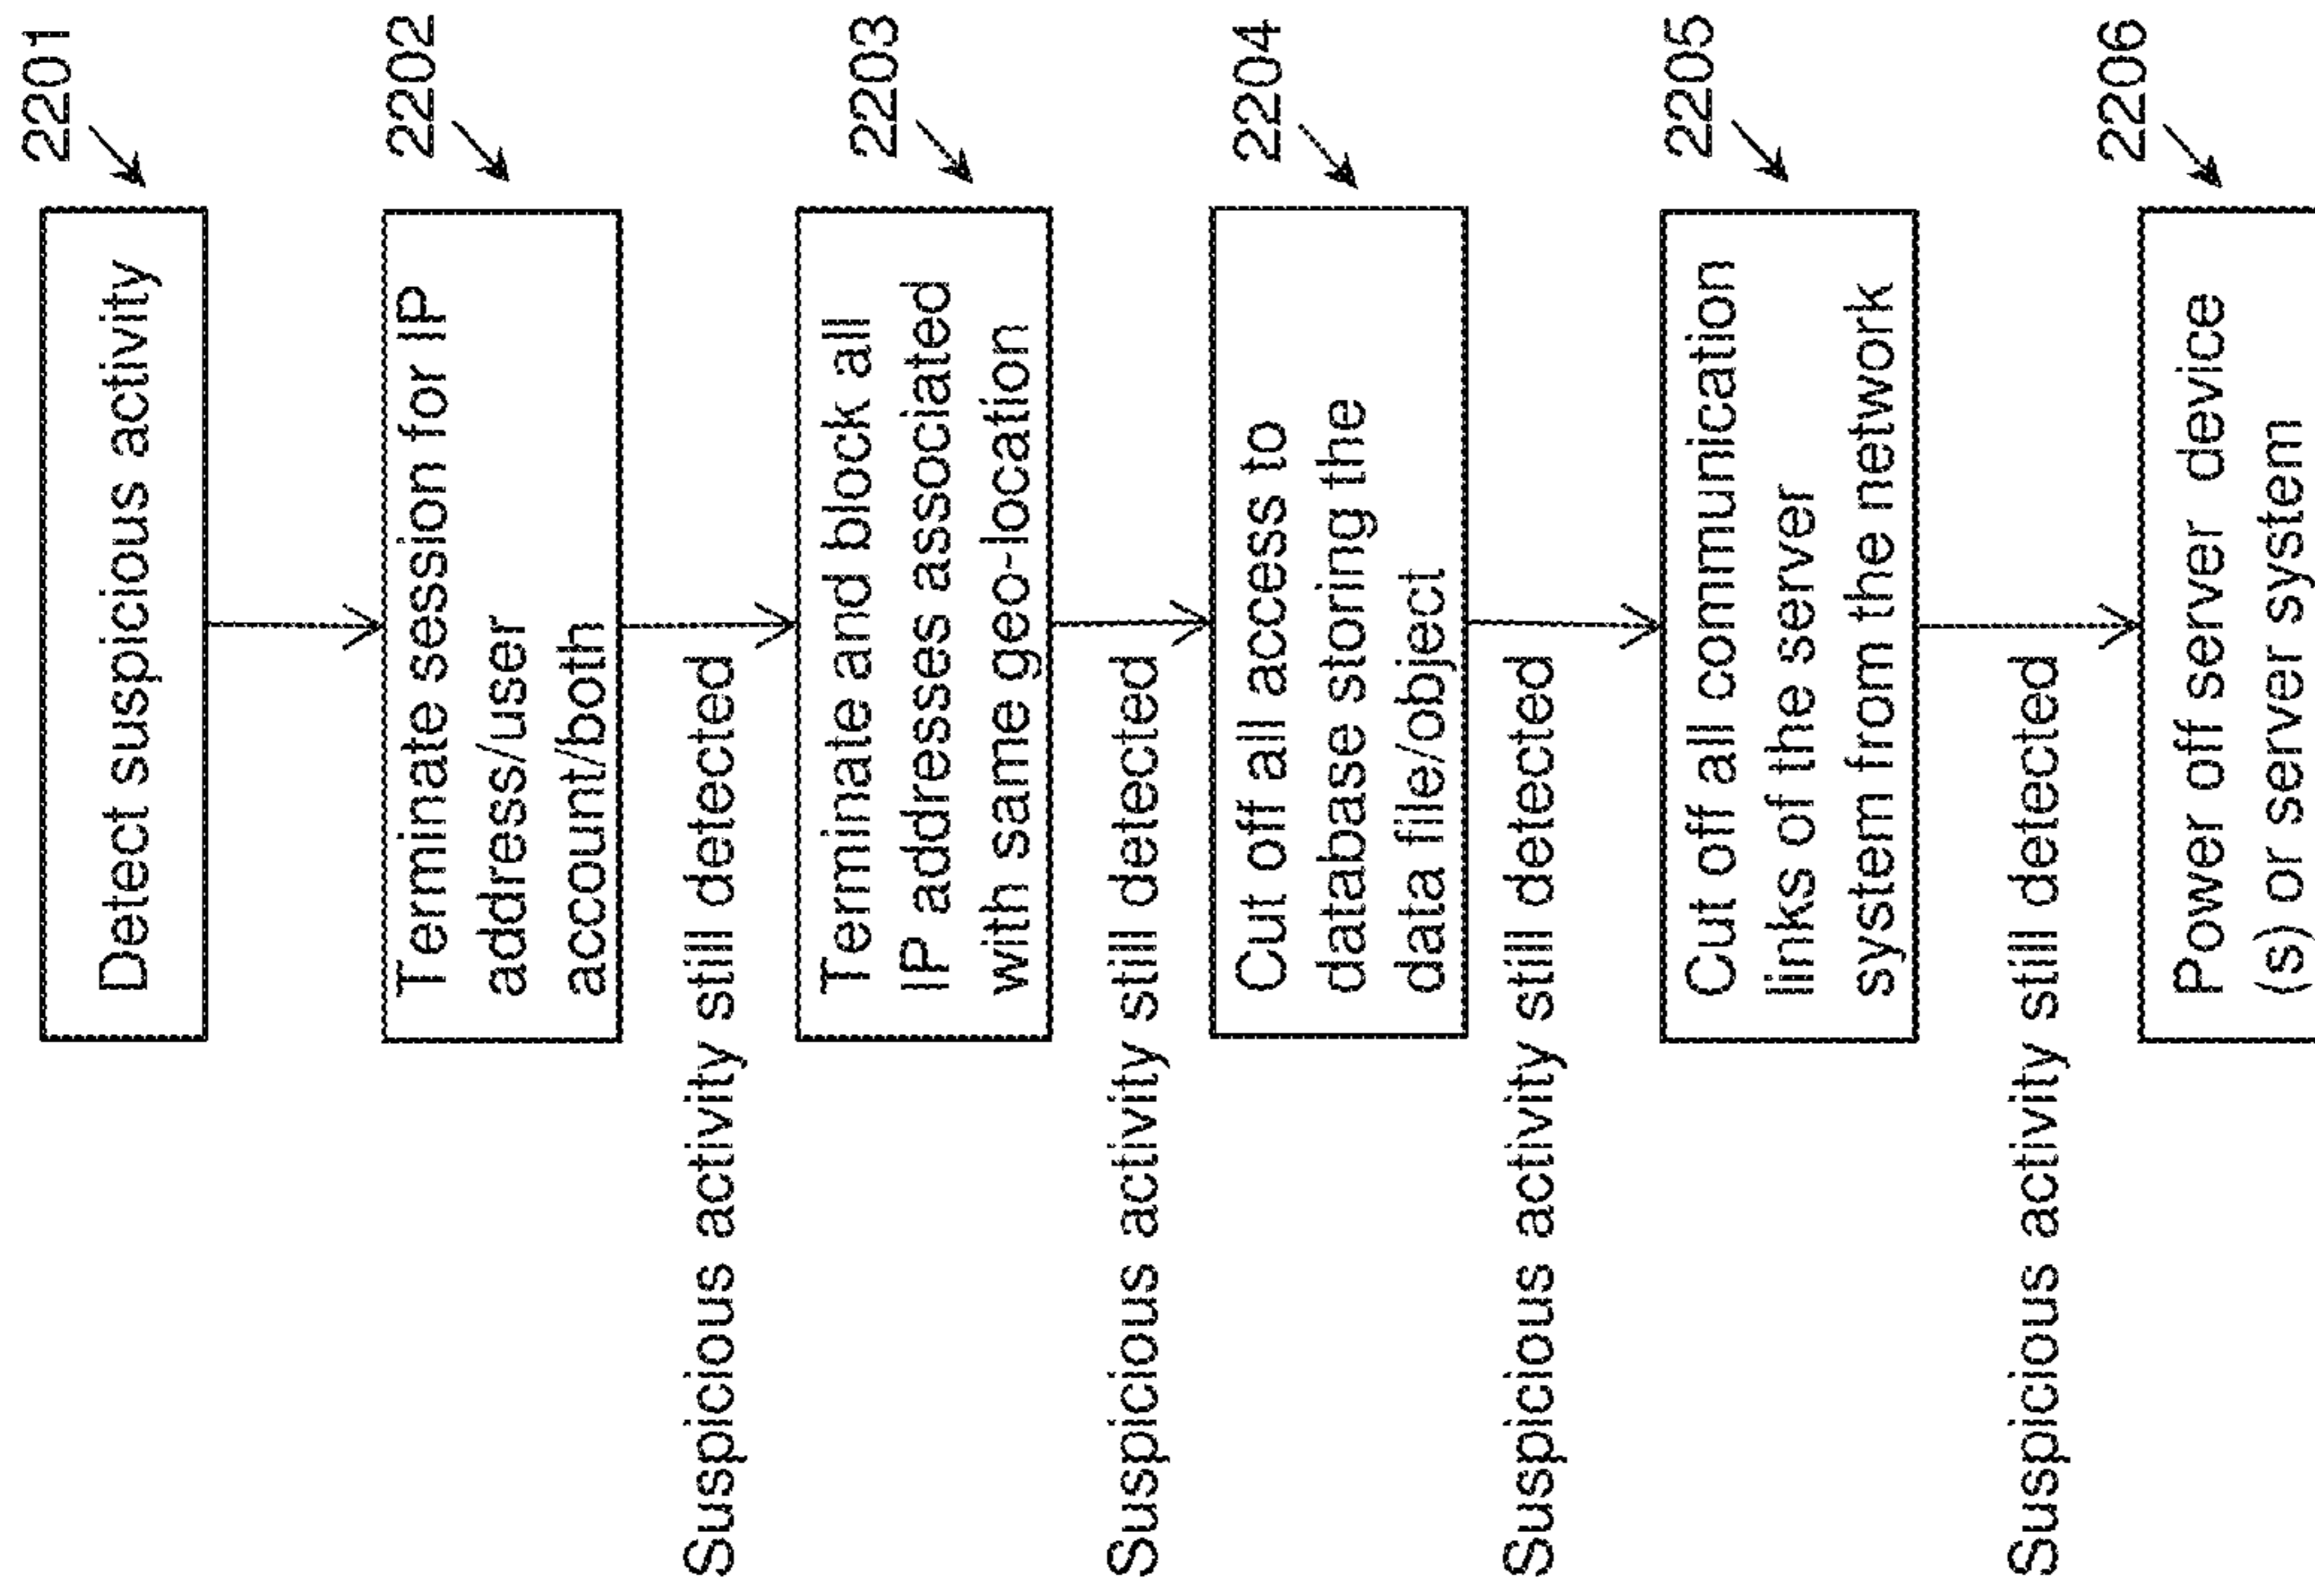 2201
Detect suspicious activity
2202
Terminate session for IP
address/user
account/both
Suspicious activity still detected
2203
Terminate and block all
IP addresses associated
with same geo-location
Suspicious activity still detected
2204
Cut off all access to
database storing the
data file/object
Suspicious activity still detected
2205
Cut off all communication
links of the server
system from the network
Suspicious activity still detected
2206
Power off server device
(s) or server system